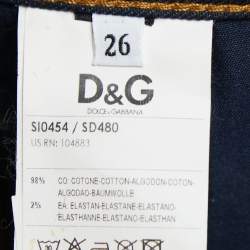 26
D&G
DOLCE & GABBANA
SI0454 / SD480
US RN: 104883
98% CO: COTONE-COTTON-ALGODON-COTON-
ALGODAO-BAUMWOLLE
2% EA: ELASTAN-ELASTANE-ELASTANO-
ELASTHANNE-ELASTANO-ELASTHAN